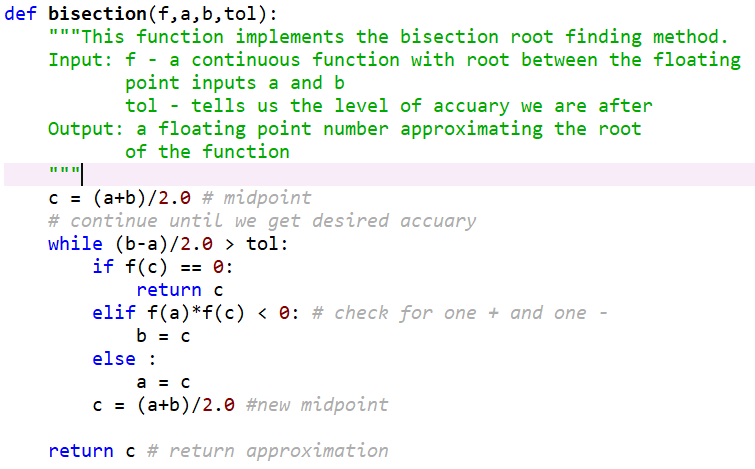 def bisection(f,a,b,tol):
    """This function implements the bisection root finding method.
    Input: f - a continuous function with root between the floating
           point inputs a and b
           tol - tells us the level of accuary we are after
    Output: a floating point number approximating the root
           of the function
    """
    c = (a+b)/2.0 # midpoint
    # continue until we get desired accuary
    while (b-a)/2.0 > tol:
        if f(c) == 0:
            return c
        elif f(a)*f(c) < 0: # check for one + and one -
            b = c
        else :
            a = c
        c = (a+b)/2.0 #new midpoint

    return c # return approximation